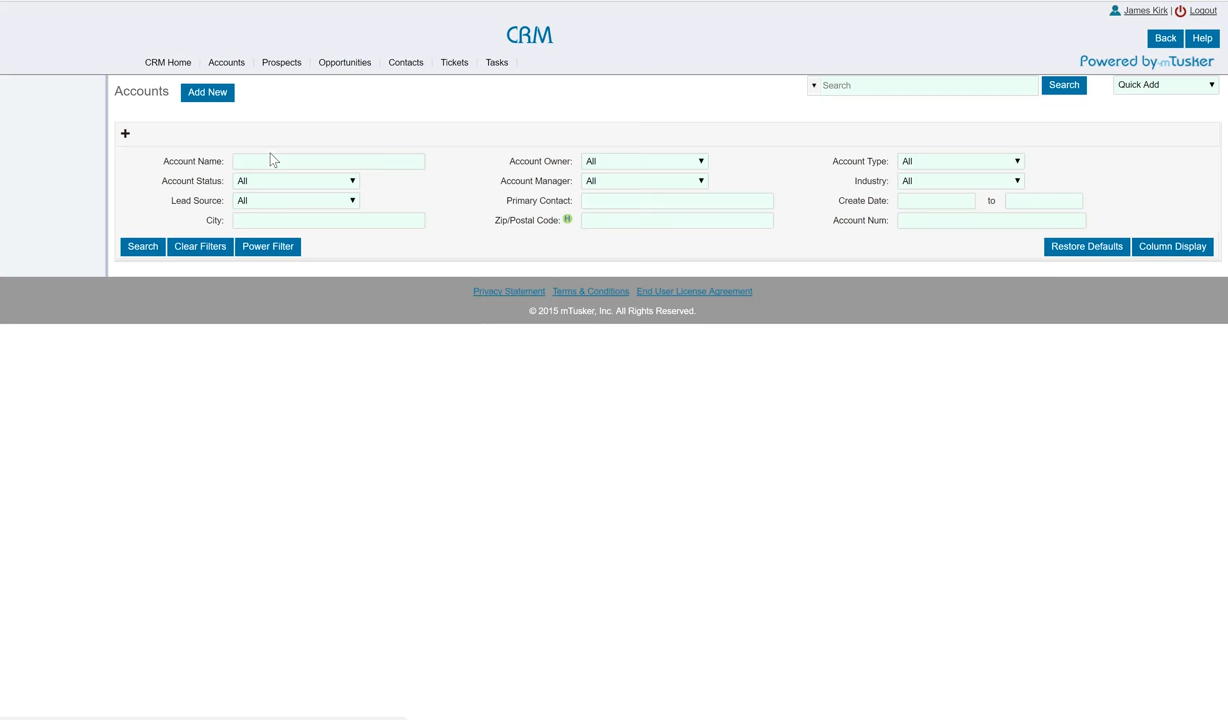 James Kirk | Logout
CRM
Back Help
CRM Home Accounts Prospects Opportunities Contacts Tickets Tasks
Powered by mTusker
Accounts Add New Search Search Quick Add
+
Account Name: Account Owner: All Account Type: All
Account Status: All Account Manager: All Industry: All
Lead Source: All Primary Contact: Create Date: to
City: Zip/Postal Code: H Account Num:
Search Clear Filters Power Filter Restore Defaults Column Display
Privacy Statement Terms & Conditions End User License Agreement
© 2015 mTusker, Inc. All Rights Reserved.